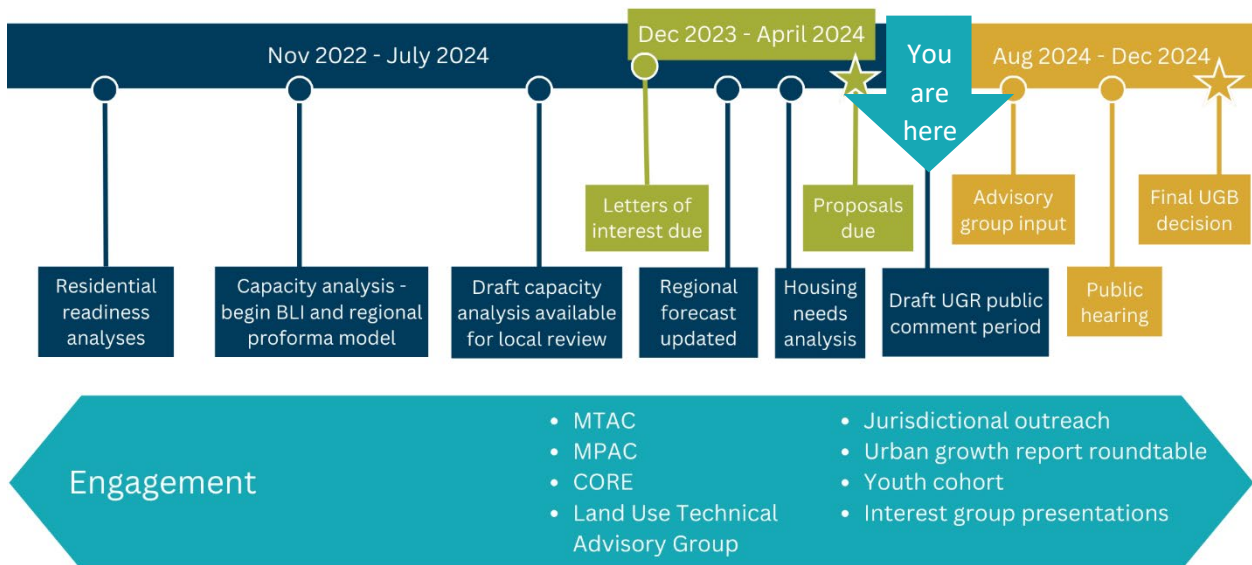 Nov 2022 - July 2024
Dec 2023 - April 2024
You
are
here
Aug 2024 - Dec 2024
Letters of
interest due
Proposals
due
Advisory
group input
Final UGB
decision
Residential
readiness
analyses
Capacity analysis -
begin BLI and regional
proforma model
Draft capacity
analysis available
for local review
Regional
forecast
updated
Housing
needs
analysis
Draft UGR public
comment period
Public
hearing
Engagement
• MTAC
• MPAC
• CORE
• Land Use Technical
Advisory Group
• Jurisdictional outreach
• Urban growth report roundtable
• Youth cohort
• Interest group presentations